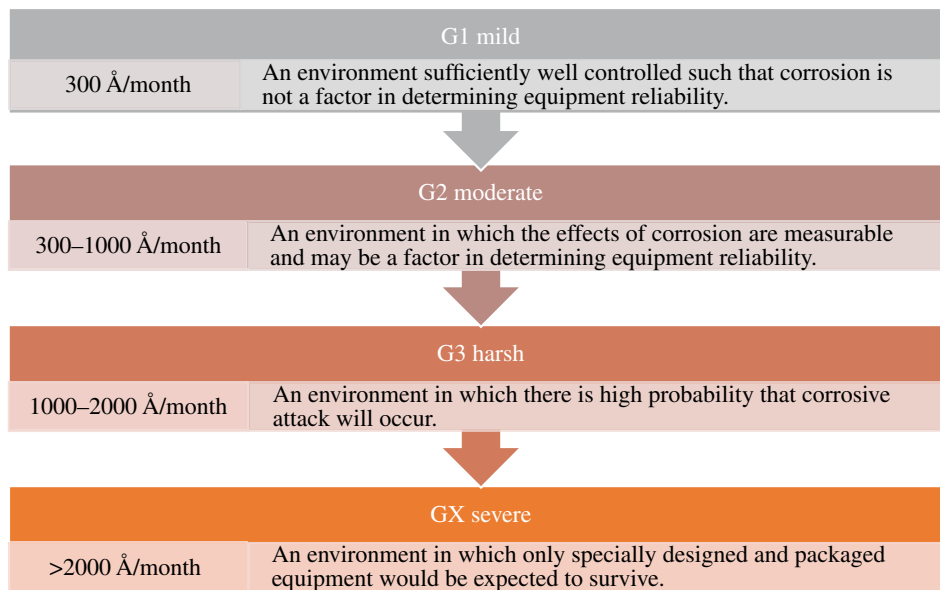 G1 mild
300 Å/month
An environment sufficiently well controlled such that corrosion is
not a factor in determining equipment reliability.
G2 moderate
300–1000 Å/month
An environment in which the effects of corrosion are measurable
and may be a factor in determining equipment reliability.
G3 harsh
1000–2000 Å/month
An environment in which there is high probability that corrosive
attack will occur.
GX severe
>2000 Å/month
An environment in which only specially designed and packaged
equipment would be expected to survive.